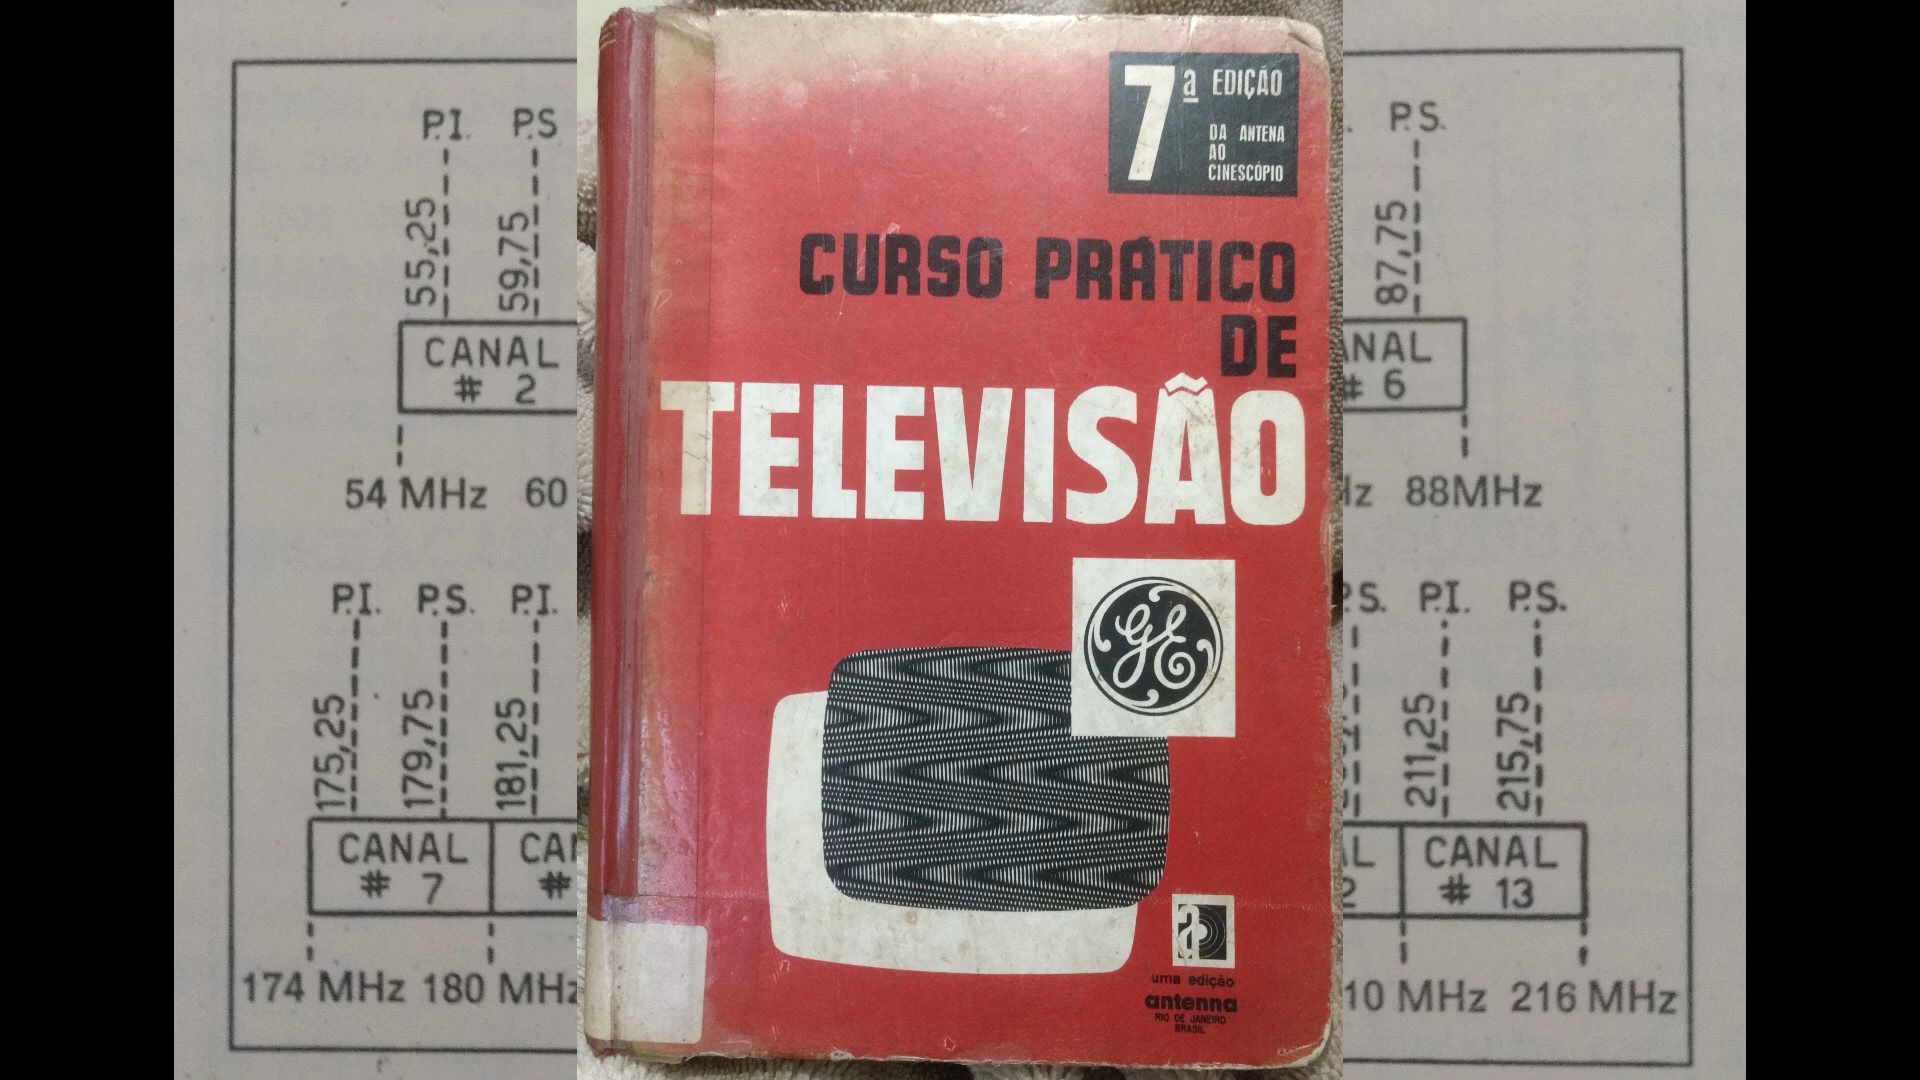 P.I. P.S
55,25 59,75
CANAL
# 2
54 MHz 60
P.I. P.S. P.I.
175,25 179,75 181,25
CANAL
# 7
174 MHz 180 MHz
7ª EDIÇÃO
DA ANTENA
AO
CINESCÓPIO
CURSO PRÁTICO
DE
TELEVISÃO
GE
uma edição
antenna
RIO DE JANEIRO
BRASIL
P.S.
87,75
# 6
88MHz
P.S. P.I. P.S.
211,25 215,75
CANAL
# 13
10 MHz 216 MHz